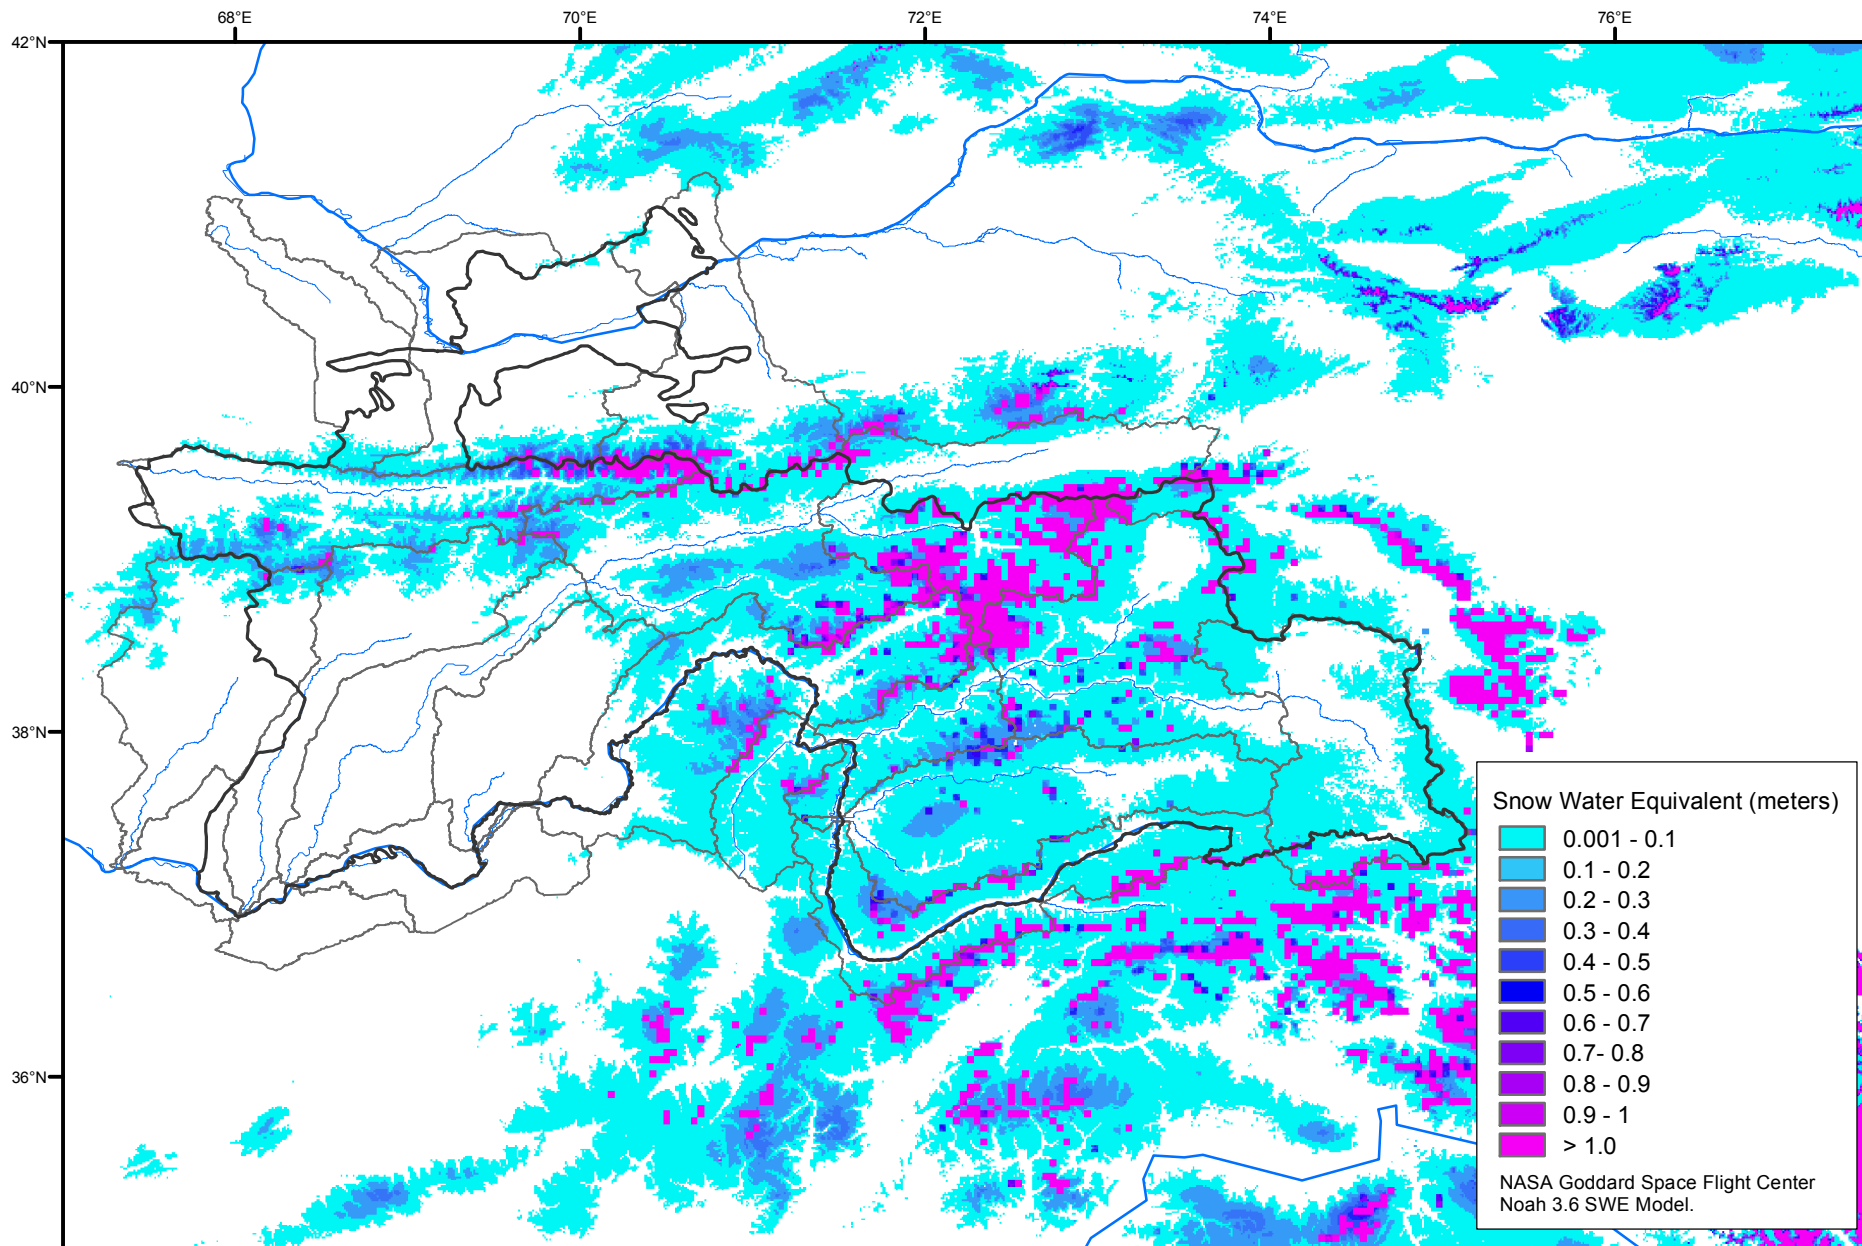 68°E 70°E 72°E 74°E 76°E
42°N
40°N
38°N
36°N
Snow Water Equivalent (meters)
0.001 - 0.1
0.1 - 0.2
0.2 - 0.3
0.3 - 0.4
0.4 - 0.5
0.5 - 0.6
0.6 - 0.7
0.7- 0.8
0.8 - 0.9
0.9 - 1
> 1.0
NASA Goddard Space Flight Center
Noah 3.6 SWE Model.